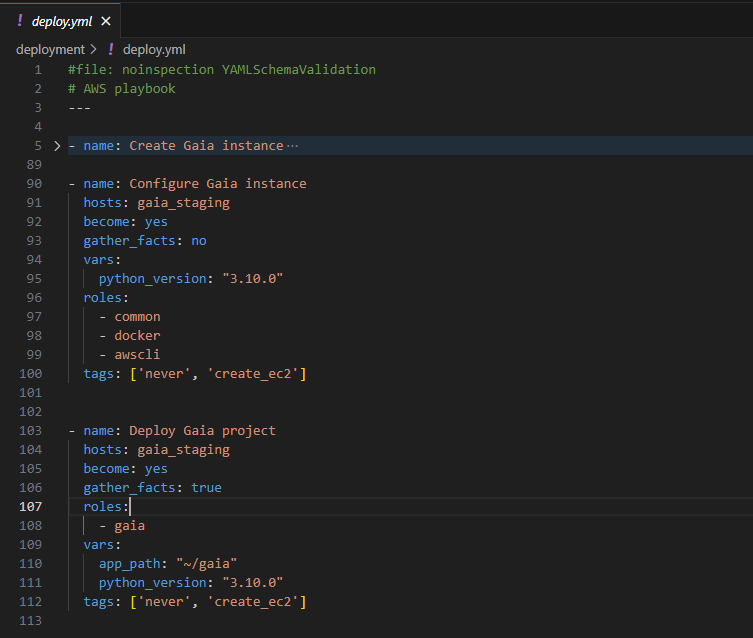 ! deploy.yml ×
deployment > ! deploy.yml
1 #file: noinspection YAMLSchemaValidation
2 # AWS playbook
3 ---
4
5 > - name: Create Gaia instance ···
89
90 - name: Configure Gaia instance
91 hosts: gaia_staging
92 become: yes
93 gather_facts: no
94 vars:
95 python_version: "3.10.0"
96 roles:
97 - common
98 - docker
99 - awscli
100 tags: ['never', 'create_ec2']
101
102
103 - name: Deploy Gaia project
104 hosts: gaia_staging
105 become: yes
106 gather_facts: true
107 roles:
108 - gaia
109 vars:
110 app_path: "~/gaia"
111 python_version: "3.10.0"
112 tags: ['never', 'create_ec2']
113